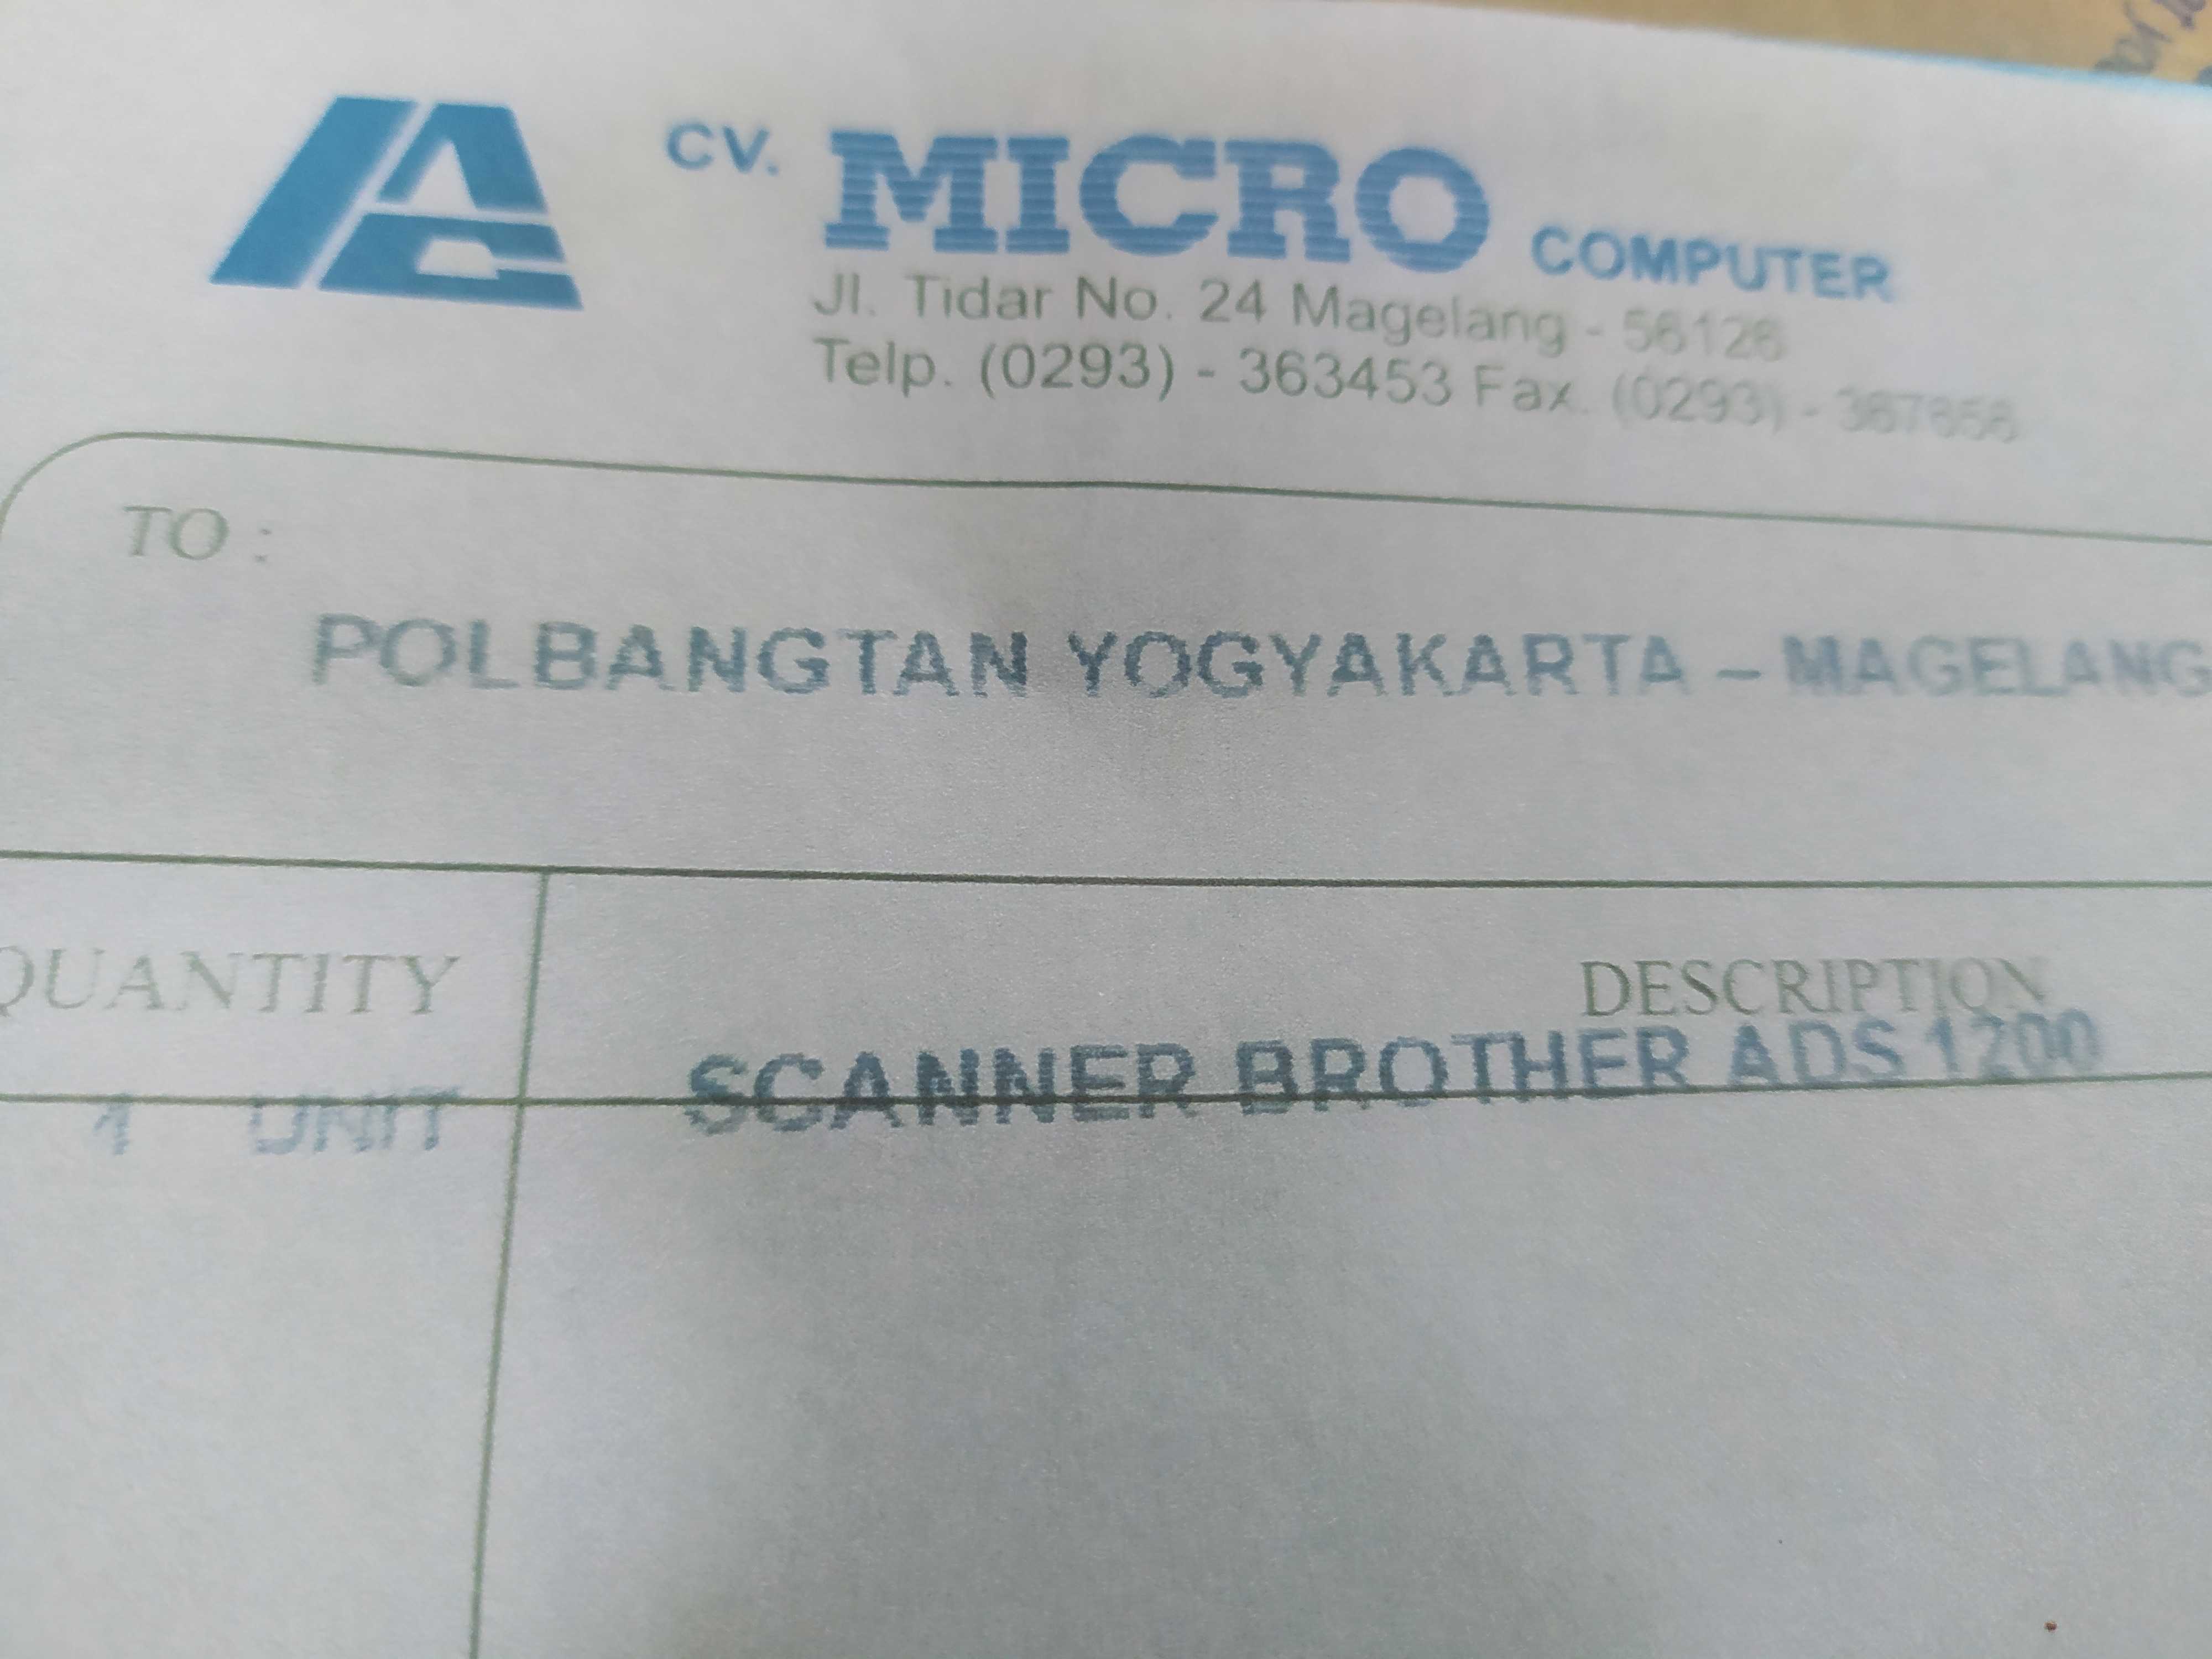 CV. MICRO COMPUTER
Jl. Tidar No. 24 Magelang - 56126
Telp. (0293) - 363453 Fax. (0293) -
TO :
POLBANGTAN YOGYAKARTA - MAGELANG
QUANTITY DESCRIPTION
1 UNIT SCANNER BROTHER ADS 1200